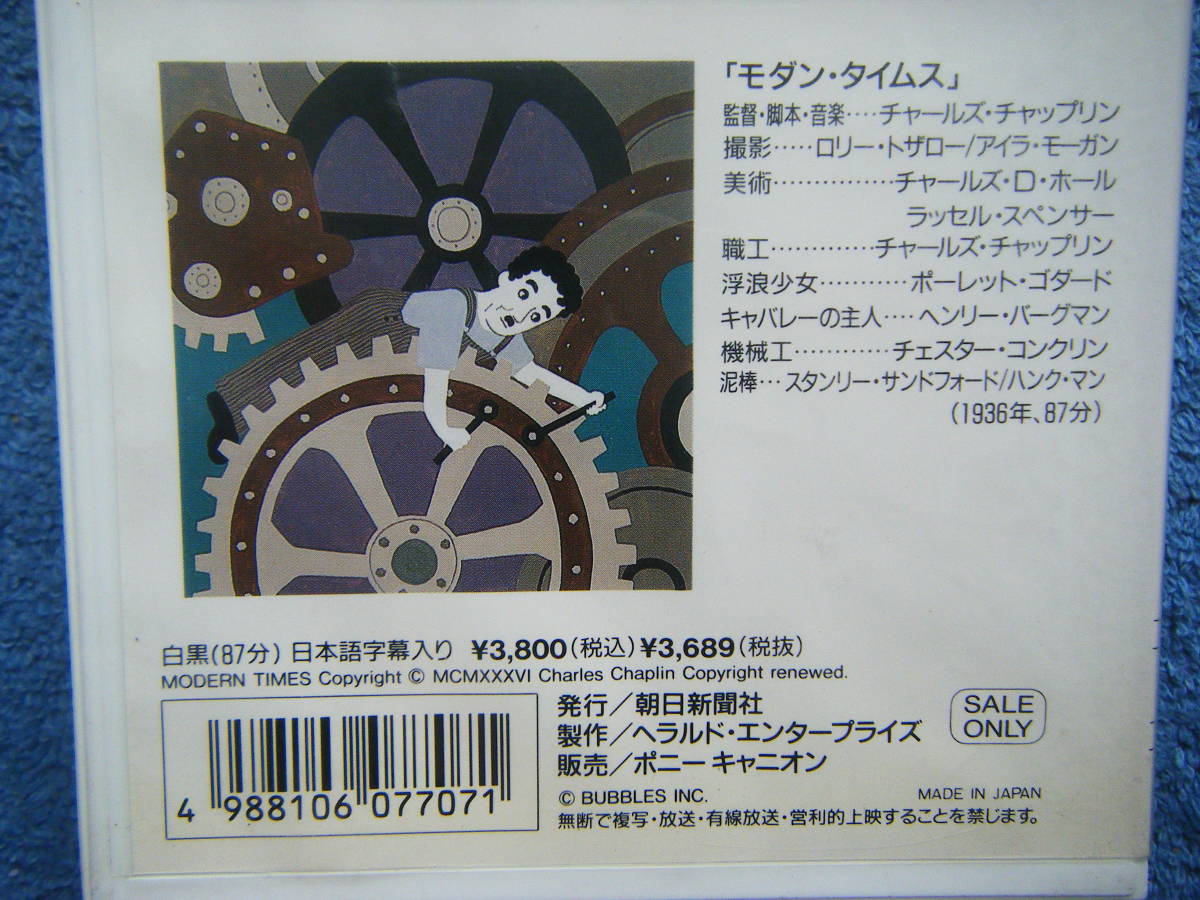 「モダン・タイムス」
監督・脚本・音楽‥‥チャールズ・チャップリン
撮影‥‥‥ロリー・トザロー/アイラ・モーガン
美術………………チャールズ・D・ホール
ラッセル・スペンサー
職工……………チャールズ・チャップリン
浮浪少女…………ポーレット・ゴダード
キャバレーの主人‥‥ヘンリー・バーグマン
機械工……………チェスター・コンクリン
泥棒…スタンリー・サンドフォード/ハンク・マン
(1936年、87分)
白黒(87分) 日本語字幕入り ¥3,800(税込)¥3,689(税抜)
MODERN TIMES Copyright © MCMXXXVI Charles Chaplin Copyright renewed.
発行/朝日新聞社
製作/ヘラルド・エンタープライズ
販売/ポニー キャニオン
SALE
ONLY
4 988106 077071
© BUBBLES INC.
MADE IN JAPAN
無断で複写・放送・有線放送・営利的上映することを禁じます。